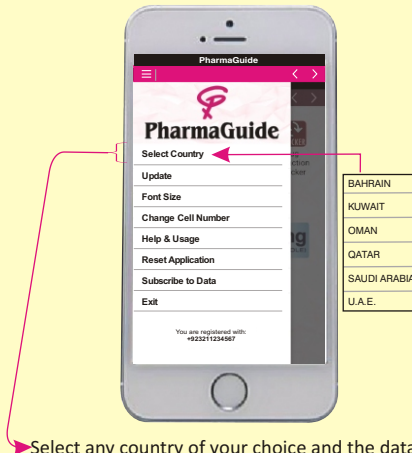 PharmaGuide
PharmaGuide
Select Country
Update
Font Size
Change Cell Number
Help & Usage
Reset Application
Subscribe to Data
Exit
You are registered with:
+923211234567
BAHRAIN
KUWAIT
OMAN
QATAR
SAUDI ARABIA
U.A.E.
Select any country of your choice and the data